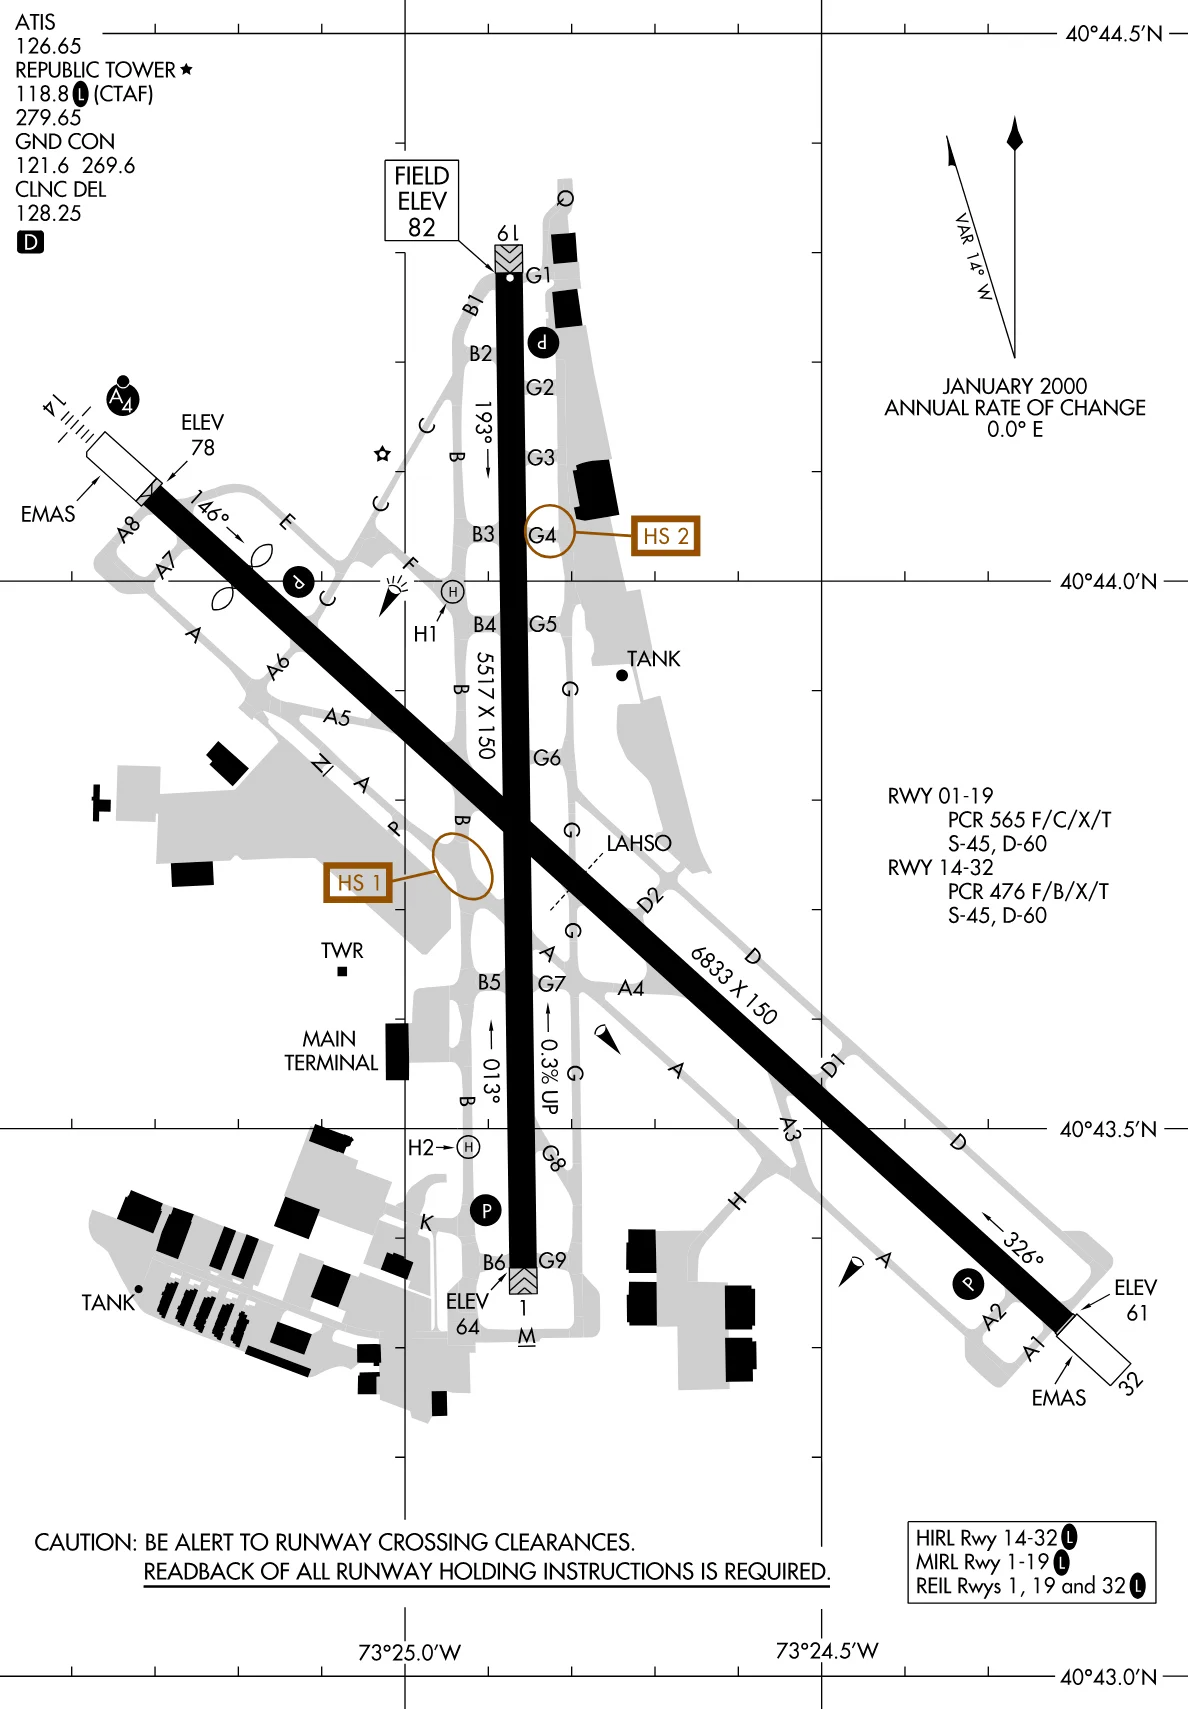 ATIS
126.65
REPUBLIC TOWER
118.8 L (CTAF)
279.65
GND CON
121.6 269.6
CLNC DEL
128.25
D
40°44.5'N
FIELD
ELEV
82
VAR 14° W
JANUARY 2000
ANNUAL RATE OF CHANGE
0.0° E
Q
19
G1
B1
B2
P
G2
193°
C
B
G3
A4
14
ELEV
78
EMAS
146°
E
C
B3
G4
HS 2
A8
A7
F
40°44.0'N
P
C
H
H1
B4
G5
A
A6
TANK
5517 X 150
B
G
A5
G6
N
A
P
B
G
RWY 01-19
PCR 565 F/C/X/T
S-45, D-60
RWY 14-32
PCR 476 F/B/X/T
S-45, D-60
LAHSO
HS 1
D2
G
TWR
A
D
B5
G7
A4
6833 X 150
MAIN
TERMINAL
013°
0.3% UP
G
A
D1
B
A3
40°43.5'N
H2
H
G8
D
K
P
H
326°
B6
G9
A
P
ELEV
61
TANK
ELEV
64
1
M
A2
A1
EMAS
32
CAUTION: BE ALERT TO RUNWAY CROSSING CLEARANCES.
READBACK OF ALL RUNWAY HOLDING INSTRUCTIONS IS REQUIRED.
HIRL Rwy 14-32 L
MIRL Rwy 1-19 L
REIL Rwys 1, 19 and 32 L
73°25.0'W
73°24.5'W
40°43.0'N